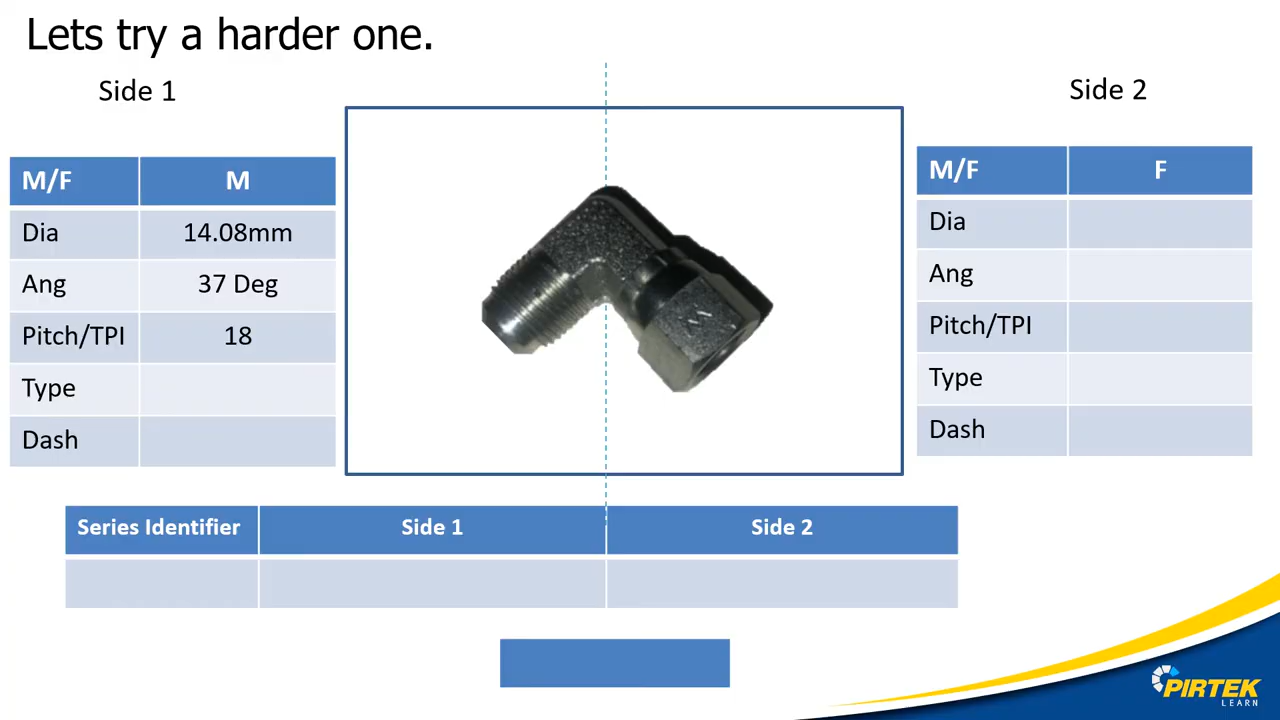 Lets try a harder one.
Side 1
Side 2
M/F M
Dia 14.08mm
Ang 37 Deg
Pitch/TPI 18
Type
Dash
M/F F
Dia
Ang
Pitch/TPI
Type
Dash
Series Identifier Side 1 Side 2
PIRTEK
LEARN